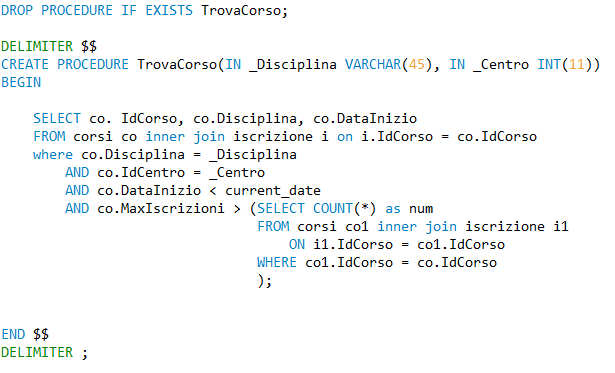 DROP PROCEDURE IF EXISTS TrovaCorso;
DELIMITER $$
CREATE PROCEDURE TrovaCorso(IN _Disciplina VARCHAR(45), IN _Centro INT(11))
BEGIN
SELECT co. IdCorso, co.Disciplina, co.DataInizio
FROM corsi co inner join iscrizione i on i.IdCorso = co.IdCorso
where co.Disciplina = _Disciplina
AND co.IdCentro = _Centro
AND co.DataInizio < current_date
AND co.MaxIscrizioni > (SELECT COUNT(*) as num
FROM corsi co1 inner join iscrizione i1
ON i1.IdCorso = co1.IdCorso
WHERE co1.IdCorso = co.IdCorso
);
END $$
DELIMITER ;